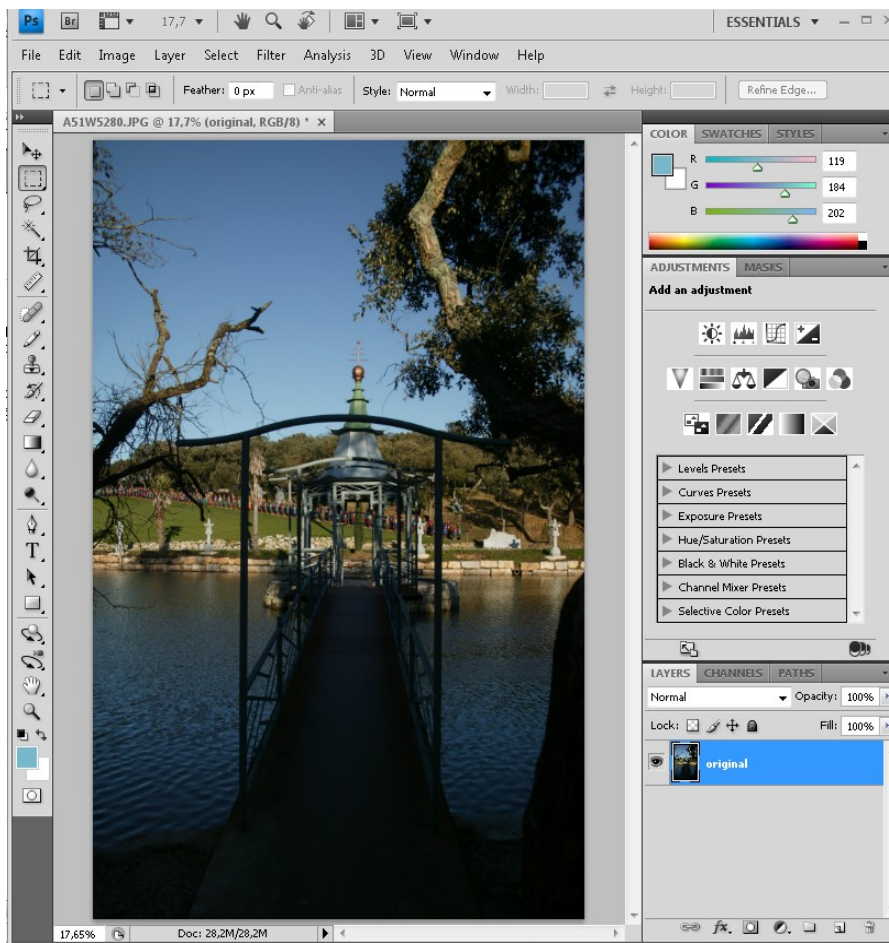 Ps Br 17,7 ESSENTIALS
File Edit Image Layer Select Filter Analysis 3D View Window Help
Feather: 0 px Anti-alias Style: Normal Width: Height: Refine Edge...
A51W5280.JPG @ 17,7% (original, RGB/8) * x
COLOR SWATCHES STYLES
R 119
G 184
B 202
ADJUSTMENTS MASKS
Add an adjustment
Levels Presets
Curves Presets
Exposure Presets
Hue/Saturation Presets
Black & White Presets
Channel Mixer Presets
Selective Color Presets
LAYERS CHANNELS PATHS
Normal Opacity: 100%
Lock: Fill: 100%
original
17,65% Doc: 28,2M/28,2M